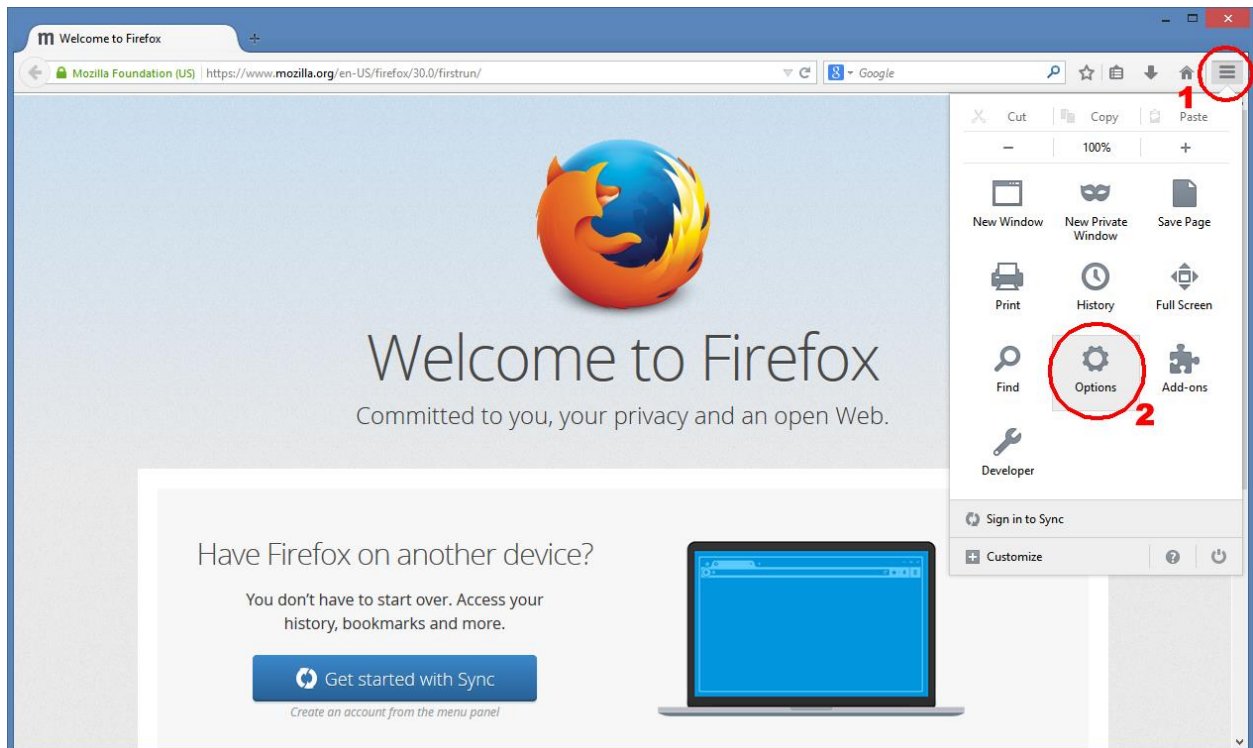 m Welcome to Firefox
Mozilla Foundation (US) https://www.mozilla.org/en-US/firefox/30.0/firstrun/
8 Google
1
Cut Copy Paste
100%
New Window New Private Window Save Page
Print History Full Screen
Find Options Add-ons
2
Developer
Sign in to Sync
Customize
Welcome to Firefox
Committed to you, your privacy and an open Web.
Have Firefox on another device?
You don't have to start over. Access your
history, bookmarks and more.
Get started with Sync
Create an account from the menu panel